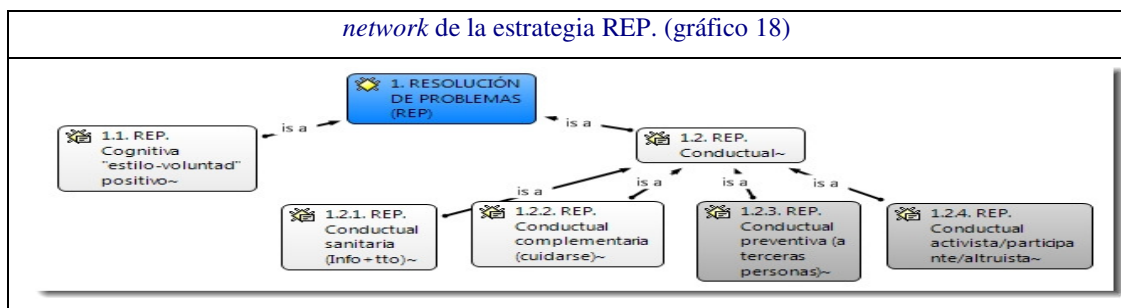 network de la estrategia REP. (gráfico 18)
1. RESOLUCIÓN
DE PROBLEMAS
(REP)
is a
is a
1.1. REP.
Cognitiva
"estilo-voluntad"
positivo~
1.2. REP.
Conductual~
is a
is a
is a
is a
1.2.1. REP.
Conductual
sanitaria
(Info+tto)~
1.2.2. REP.
Conductual
complementaria
(cuidarse)~
1.2.3. REP.
Conductual
preventiva (a
terceras
personas)~
1.2.4. REP.
Conductual
activista/participa
nte/altruista~